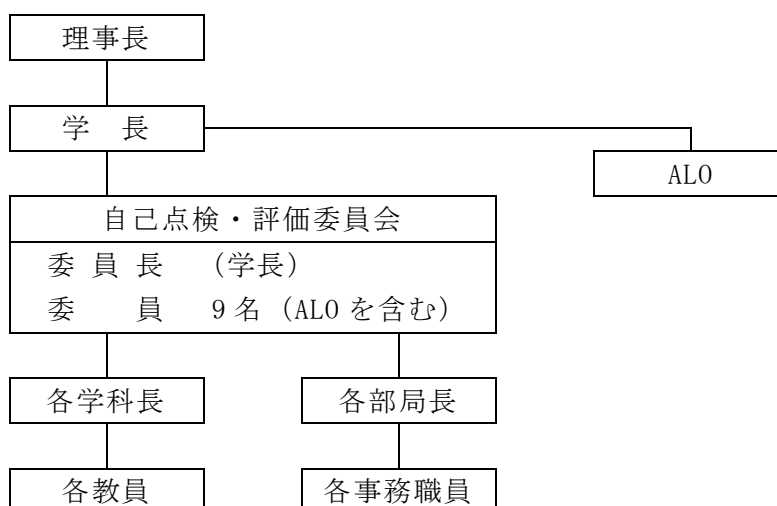 理事長
学　長
ALO
自己点検・評価委員会
委 員 長　（学長）
委　　員　9名（ALOを含む）
各学科長　各部局長
各教員　各事務職員